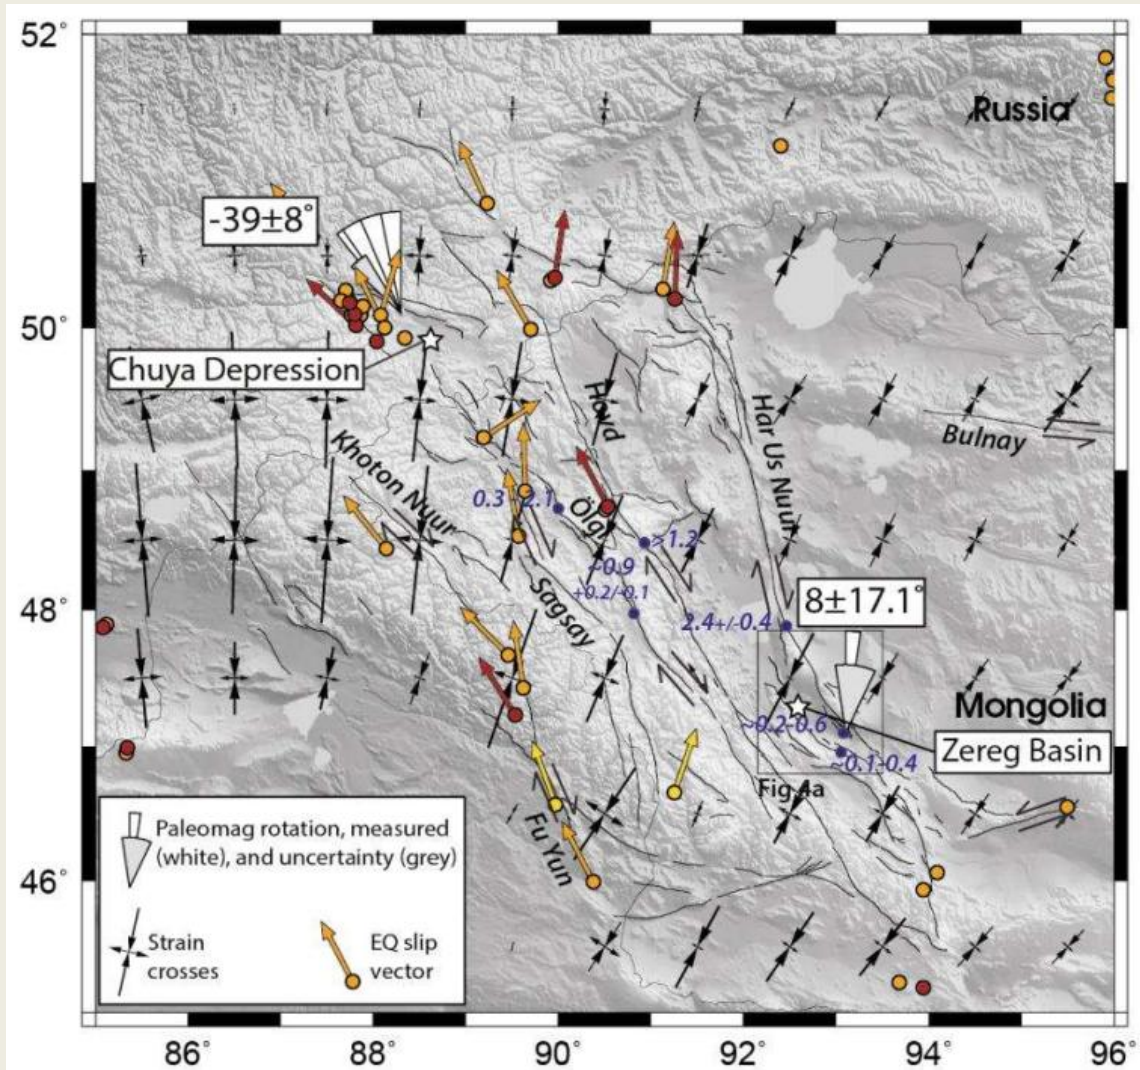 52°
Russia
-39±8°
50°
Chuya Depression
Hovd
Har Us Nuur
Bulnay
Khoton Nuur
0.3
2.1
>1.2
~0.9
+0.2/-0.1
Sagsay
48°
2.4+/-0.4
8±17.1°
Mongolia
~0.2-0.6
Zereg Basin
~0.1-0.4
Fig 4a
Fu Yun
46°
Paleomag rotation, measured
(white), and uncertainty (grey)
Strain
crosses
EQ slip
vector
86°
88°
90°
92°
94°
96°